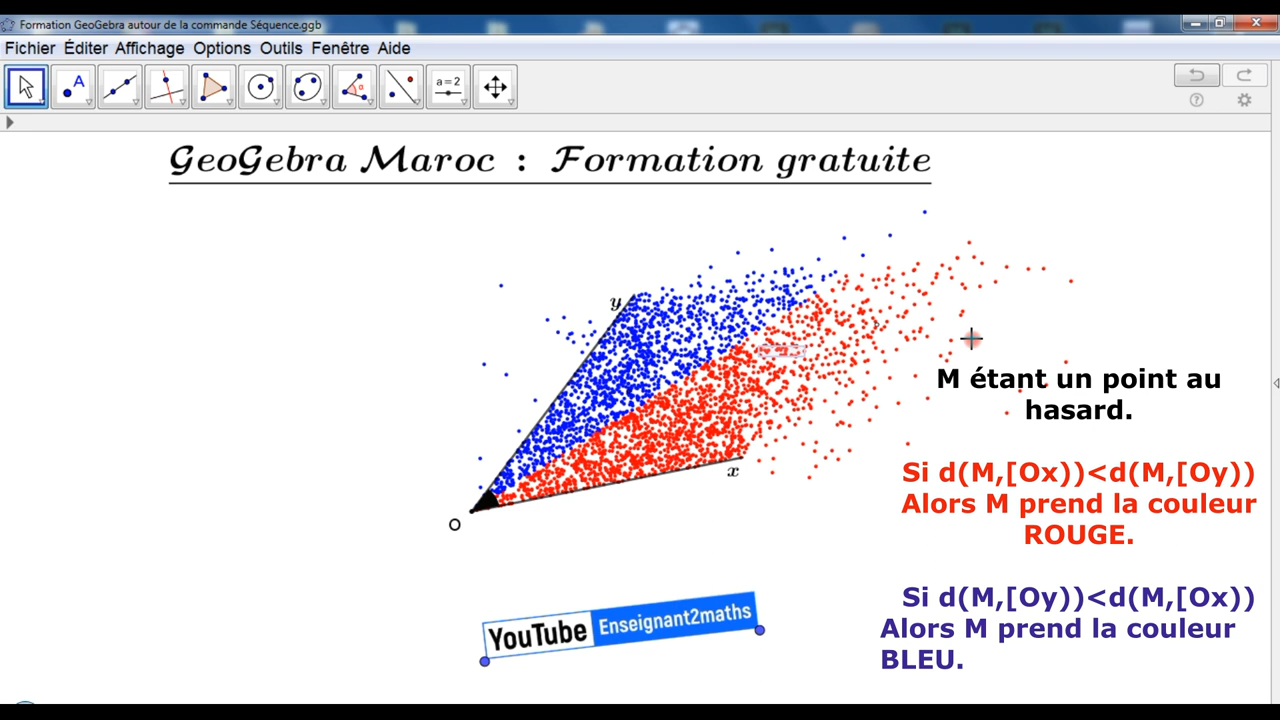 Formation GeoGebra autour de la commande Séquence.ggb
Fichier Éditer Affichage Options Outils Fenêtre Aide
A
α
a=2
GeoGebra Maroc : Formation gratuite
y
x
O
M étant un point au
hasard.
Si d(M,[Ox))<d(M,[Oy))
Alors M prend la couleur
ROUGE.
Si d(M,[Oy))<d(M,[Ox))
Alors M prend la couleur
BLEU.
YouTube Enseignant2maths